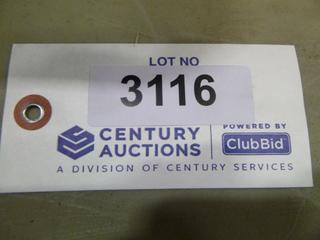 LOT NO
3116
CENTURY
AUCTIONS
POWERED BY
ClubBid
A DIVISION OF CENTURY SERVICES